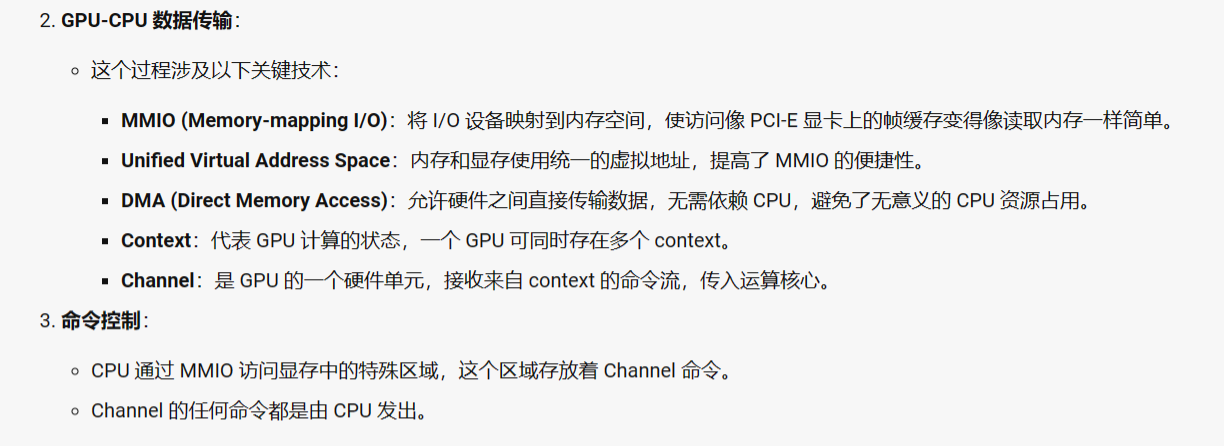 2. GPU-CPU 数据传输：
这个过程涉及以下关键技术：
MMIO (Memory-mapping I/O)：将 I/O 设备映射到内存空间，使访问像 PCI-E 显卡上的帧缓存变得像读取内存一样简单。
Unified Virtual Address Space：内存和显存使用统一的虚拟地址，提高了 MMIO 的便捷性。
DMA (Direct Memory Access)：允许硬件之间直接传输数据，无需依赖 CPU，避免了无意义的 CPU 资源占用。
Context：代表 GPU 计算的状态，一个 GPU 可同时存在多个 context。
Channel：是 GPU 的一个硬件单元，接收来自 context 的命令流，传入运算核心。
3. 命令控制：
CPU 通过 MMIO 访问显存中的特殊区域，这个区域存放着 Channel 命令。
Channel 的任何命令都是由 CPU 发出。